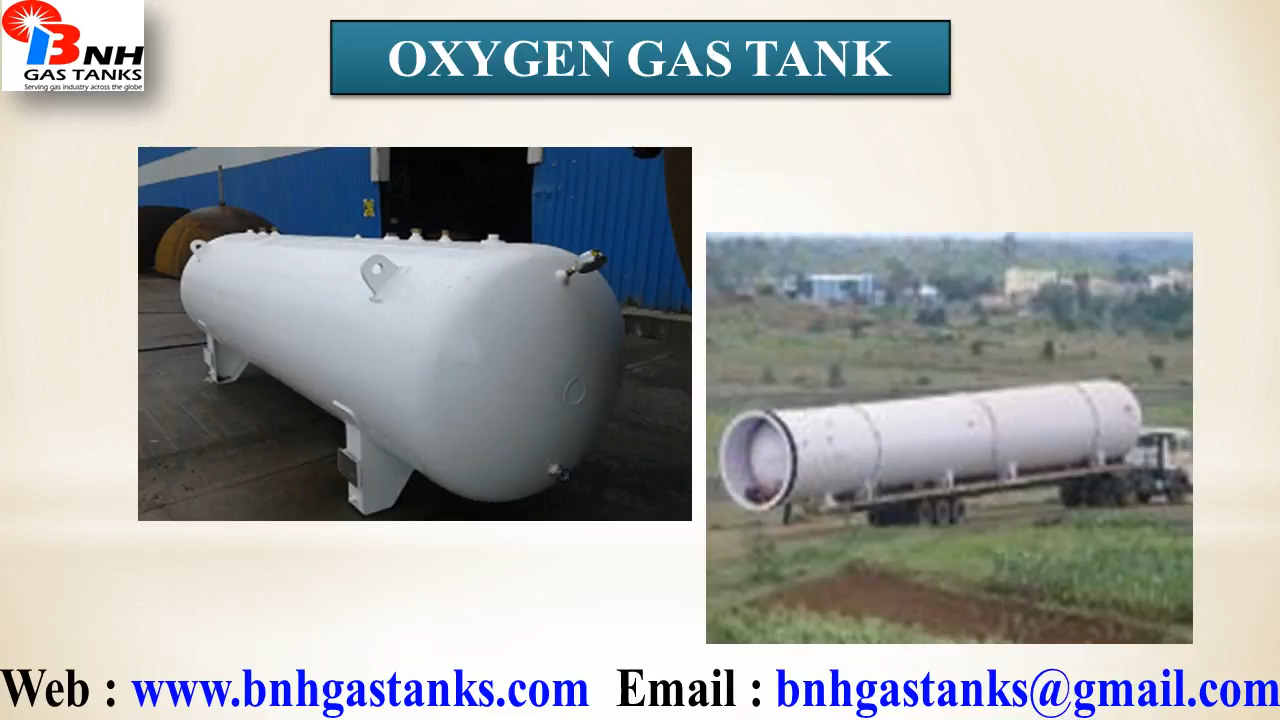 BNH
GAS TANKS
Serving gas industry across the globe
OXYGEN GAS TANK
Web : www.bnhgastanks.com Email : bnhgastanks@gmail.com